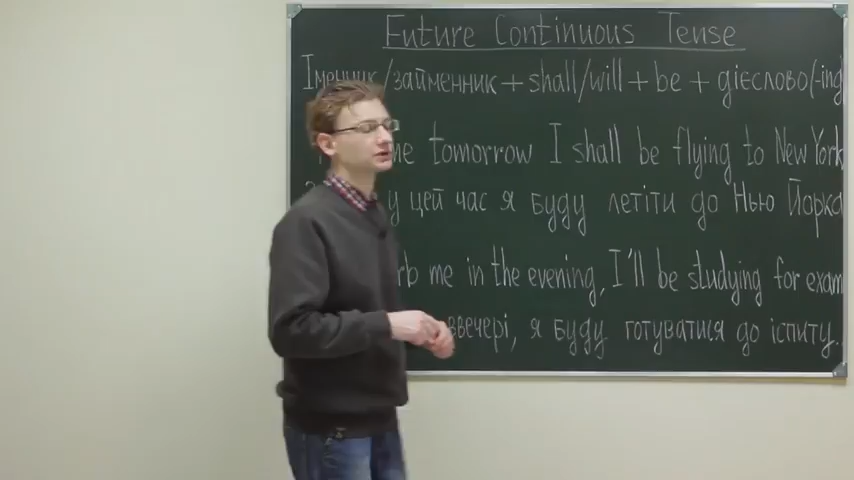 Future Continuous Tense
Іменник/займенник + shall/will + be + дієслово(-ing
tomorrow I shall be flying to New York
у цей час я буду летіти до Нью Йорка
me in the evening, I'll be studying for exam
ввечері, я буду готуватися до іспиту.